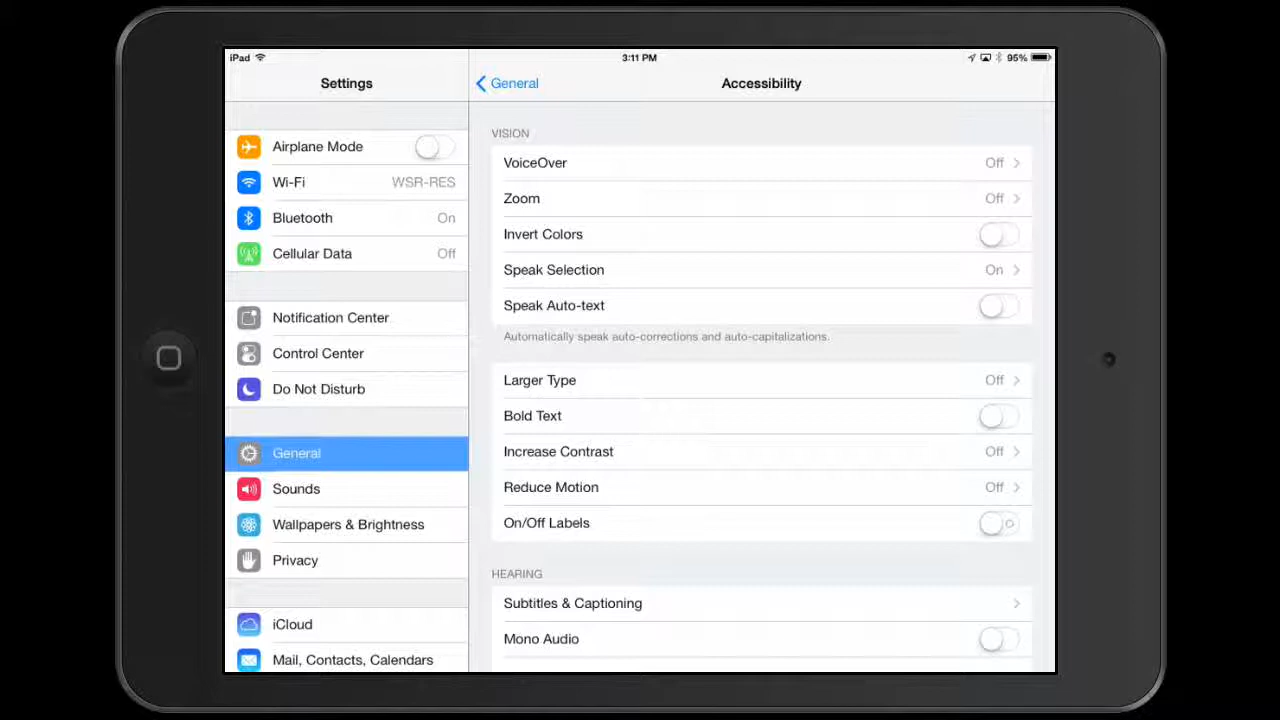 iPad
3:11 PM
95%
Settings
General
Accessibility
Airplane Mode
Wi-Fi
WSR-RES
Bluetooth
On
Cellular Data
Off
Notification Center
Control Center
Do Not Disturb
General
Sounds
Wallpapers & Brightness
Privacy
iCloud
Mail, Contacts, Calendars
VISION
VoiceOver
Off
Zoom
Off
Invert Colors
Speak Selection
On
Speak Auto-text
Automatically speak auto-corrections and auto-capitalizations.
Larger Type
Off
Bold Text
Increase Contrast
Off
Reduce Motion
Off
On/Off Labels
HEARING
Subtitles & Captioning
Mono Audio